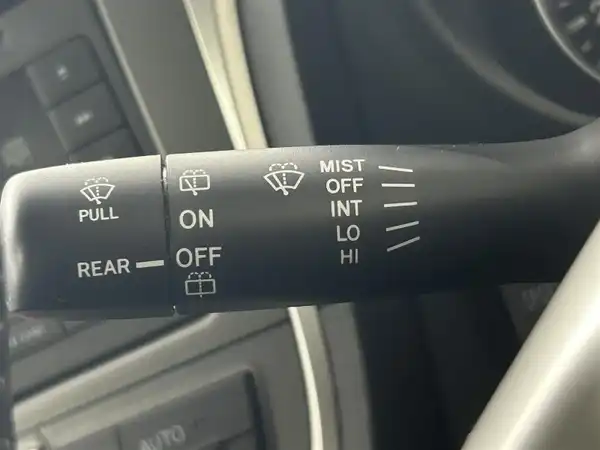 PULL
REAR
ON
OFF
MIST
OFF
INT
LO
HI
AUTO